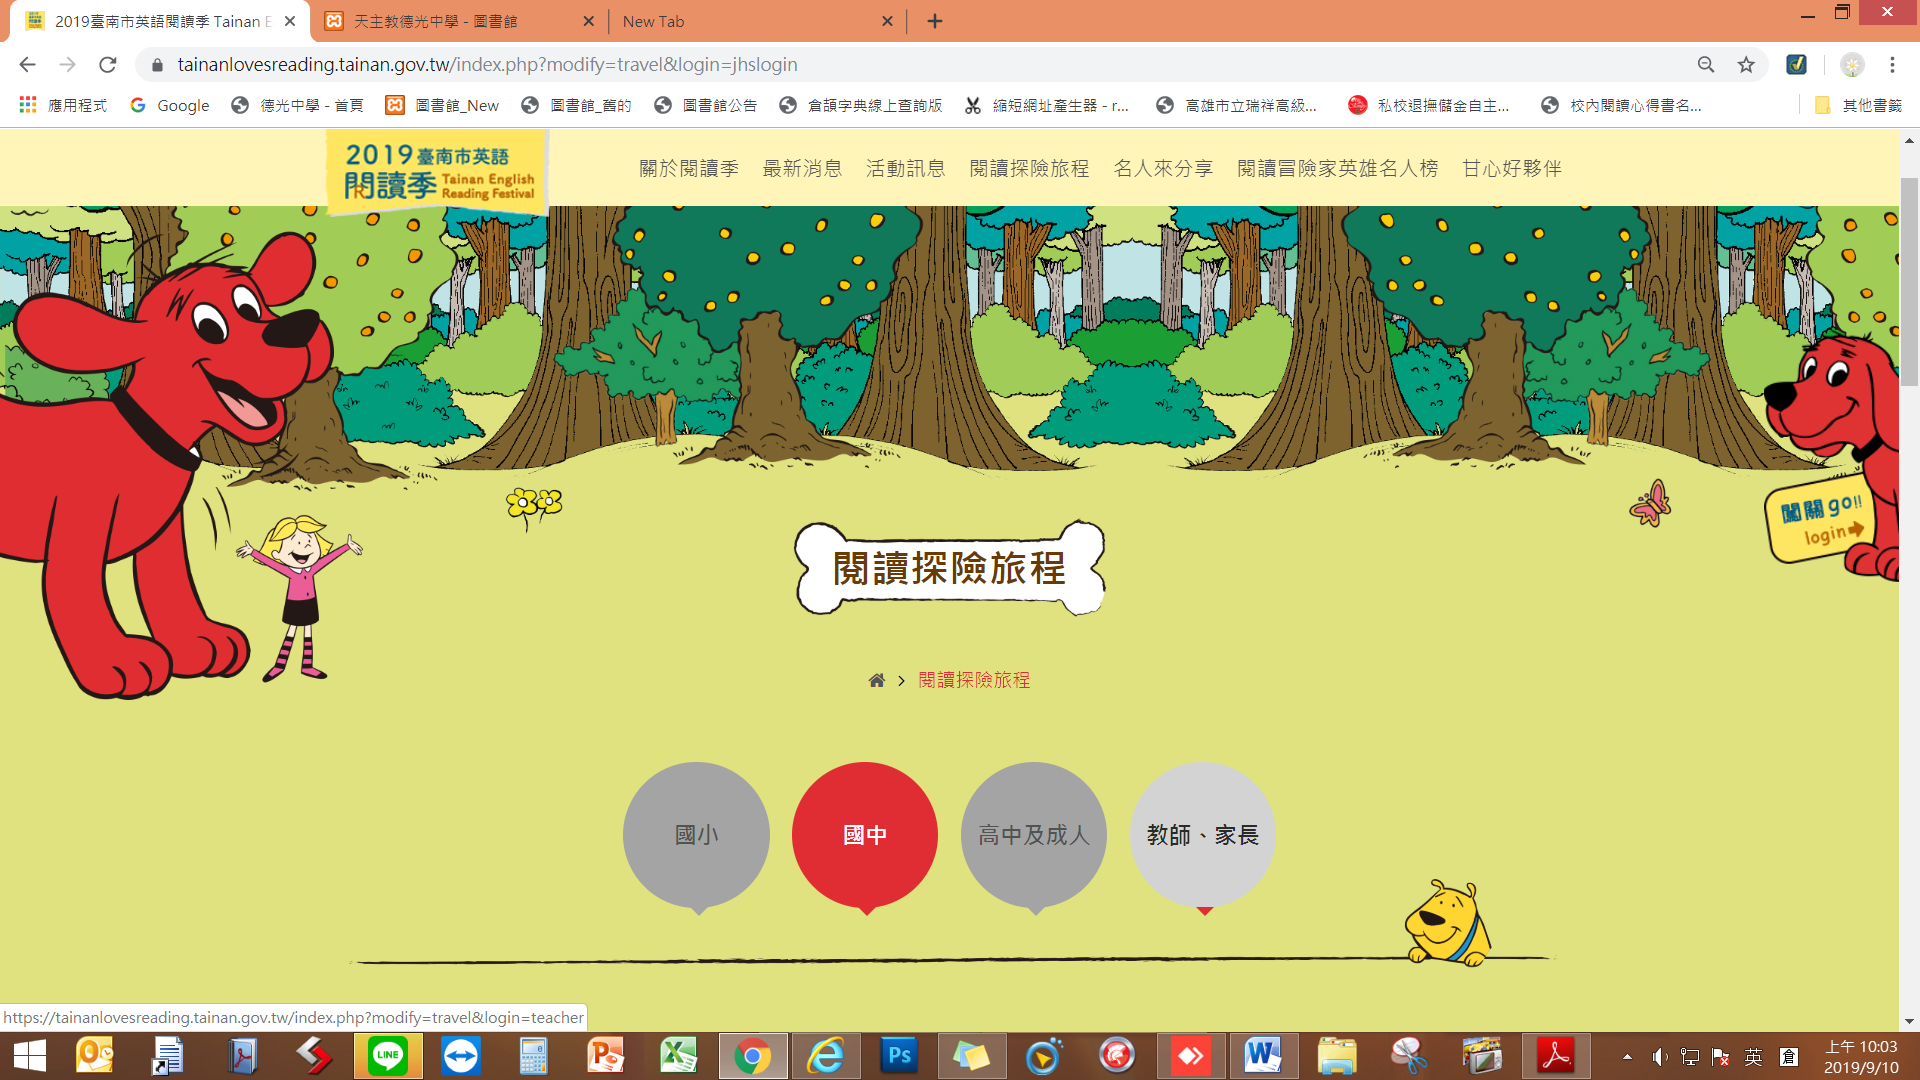 2019臺南市英語閱讀季 Tainan E
天主教德光中學 - 圖書館
New Tab
tainanlovesreading.tainan.gov.tw/index.php?modify=travel&login=jhslogin
應用程式
Google
德光中學 - 首頁
圖書館_New
圖書館_舊的
圖書館公告
倉頡字典線上查詢版
縮短網址產生器 - r...
高雄市立瑞祥高級...
私校退撫儲金自主...
校內閱讀心得書名...
其他書籤
2019臺南市英語
閱讀季 Tainan English
Reading Festival
關於閱讀季
最新消息
活動訊息
閱讀探險旅程
名人來分享
閱讀冒險家英雄名人榜
甘心好夥伴
闖關go!!
login
閱讀探險旅程
閱讀探險旅程
國小
國中
高中及成人
教師、家長
https://tainanlovesreading.tainan.gov.tw/index.php?modify=travel&login=teacher
LINE
Ps
英
倉
上午 10:03
2019/9/10